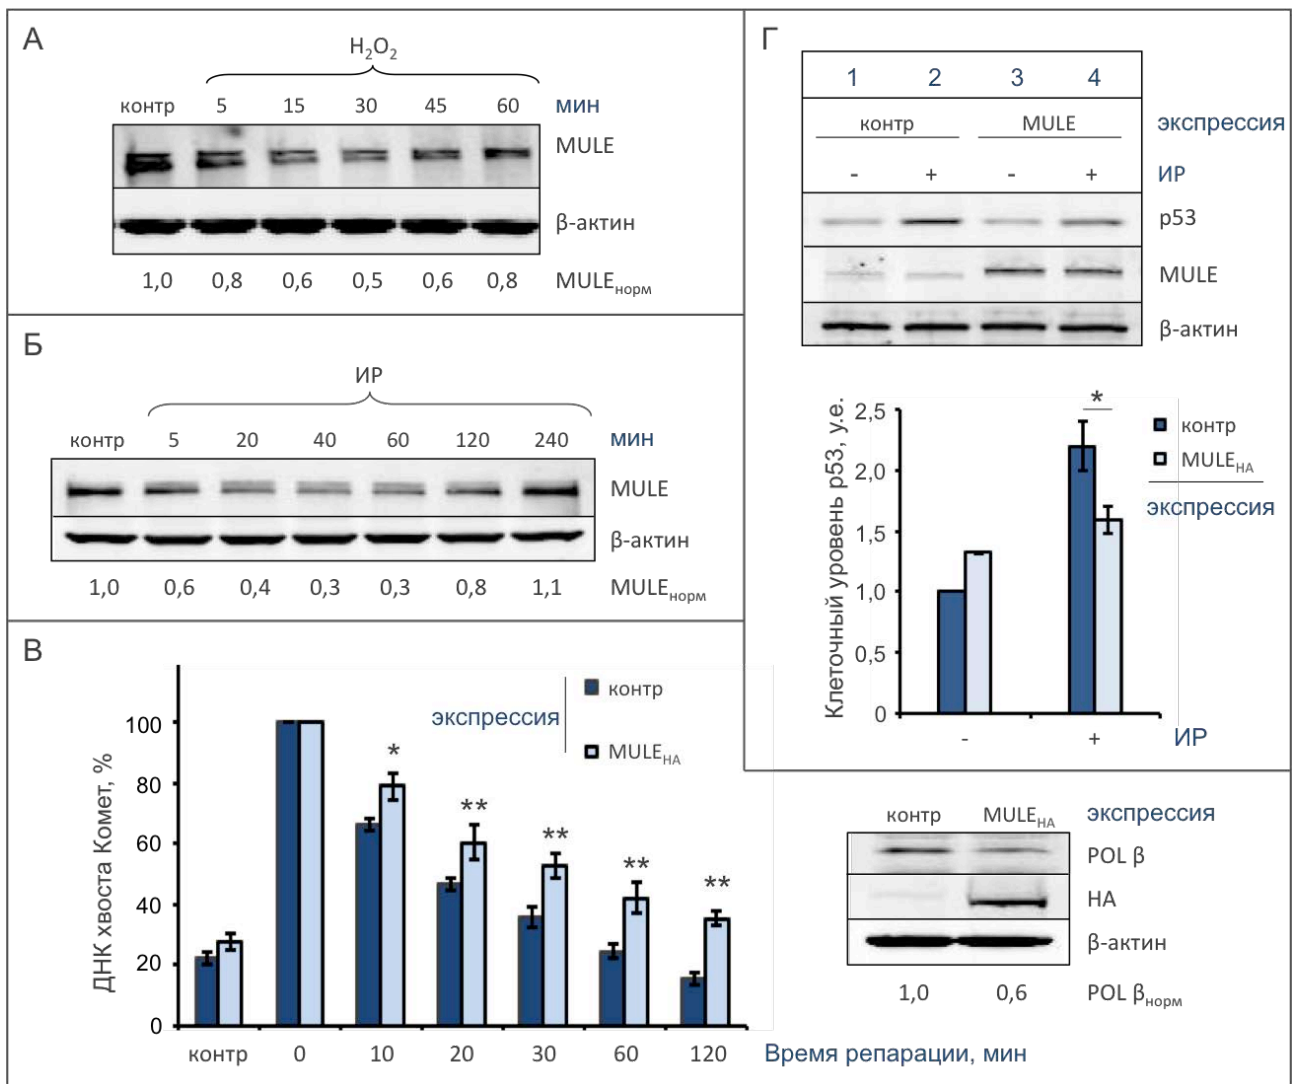 А
H₂O₂
контр 5 15 30 45 60 мин
MULE
β-актин
1,0 0,8 0,6 0,5 0,6 0,8 MULEнорм
Б
ИР
контр 5 20 40 60 120 240 мин
MULE
β-актин
1,0 0,6 0,4 0,3 0,3 0,8 1,1 MULEнорм
В
ДНК хвоста Комет, %
100
80
60
40
20
0
экспрессия
контр
MULEHA
* ** ** ** **
контр 0 10 20 30 60 120 Время репарации, мин
Г
1 2 3 4
контр MULE экспрессия
- + - + ИР
p53
MULE
β-актин
Клеточный уровень p53, у.е.
2,5
2,0
1,5
1,0
0,5
0
*
контр
MULEHA
экспрессия
- + ИР
контр MULEHA экспрессия
POL β
HA
β-актин
1,0 0,6 POL βнорм